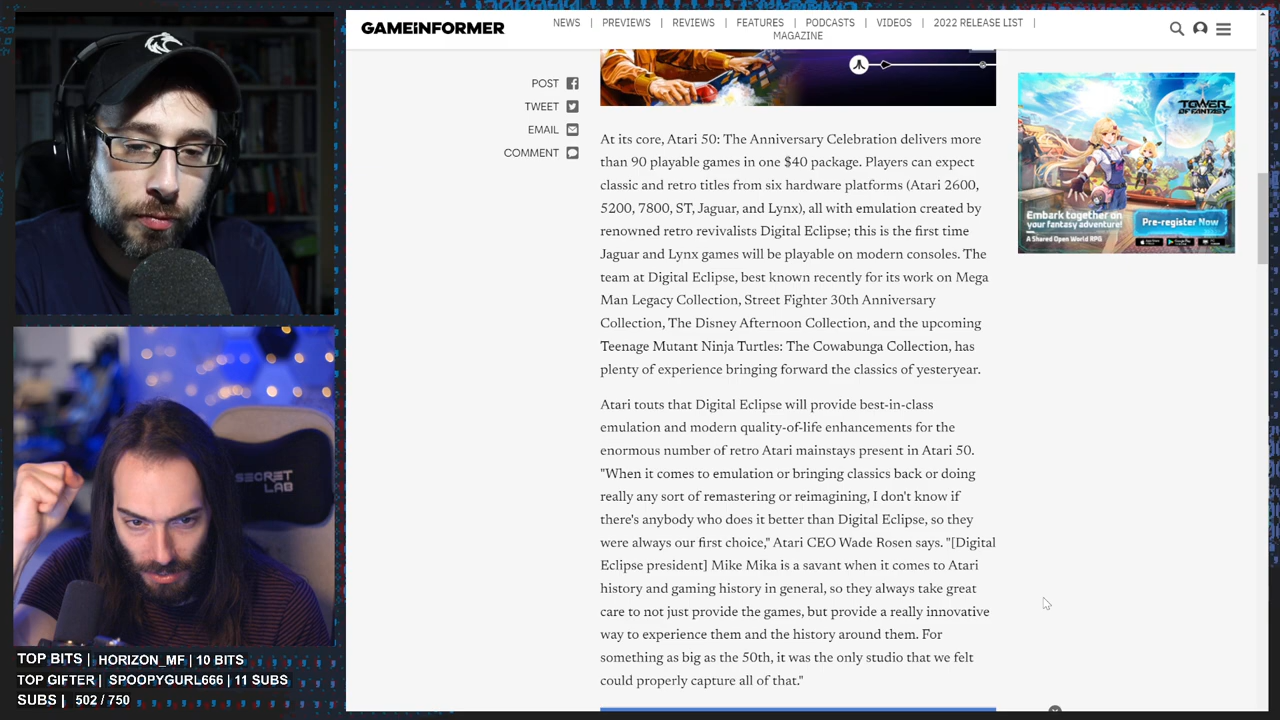 GAMEINFORMER
NEWS | PREVIEWS | REVIEWS | FEATURES | PODCASTS | VIDEOS | 2022 RELEASE LIST |
MAGAZINE
POST
TWEET
EMAIL
COMMENT
At its core, Atari 50: The Anniversary Celebration delivers more
than 90 playable games in one $40 package. Players can expect
classic and retro titles from six hardware platforms (Atari 2600,
5200, 7800, ST, Jaguar, and Lynx), all with emulation created by
renowned retro revivalists Digital Eclipse; this is the first time
Jaguar and Lynx games will be playable on modern consoles. The
team at Digital Eclipse, best known recently for its work on Mega
Man Legacy Collection, Street Fighter 30th Anniversary
Collection, The Disney Afternoon Collection, and the upcoming
Teenage Mutant Ninja Turtles: The Cowabunga Collection, has
plenty of experience bringing forward the classics of yesteryear.
Atari touts that Digital Eclipse will provide best-in-class
emulation and modern quality-of-life enhancements for the
enormous number of retro Atari mainstays present in Atari 50.
"When it comes to emulation or bringing classics back or doing
really any sort of remastering or reimagining, I don't know if
there's anybody who does it better than Digital Eclipse, so they
were always our first choice," Atari CEO Wade Rosen says. "[Digital
Eclipse president] Mike Mika is a savant when it comes to Atari
history and gaming history in general, so they always take great
care to not just provide the games, but provide a really innovative
way to experience them and the history around them. For
something as big as the 50th, it was the only studio that we felt
could properly capture all of that."
TOWER
OF FANTASY
Embark together on
your fantasy adventure!
A Shared Open World RPG
Pre-register Now
SECRET
LAB
TOP BITS | HORIZON_MF | 10 BITS
TOP GIFTER | SPOOPYGURL666 | 11 SUBS
SUBS | 502 / 750